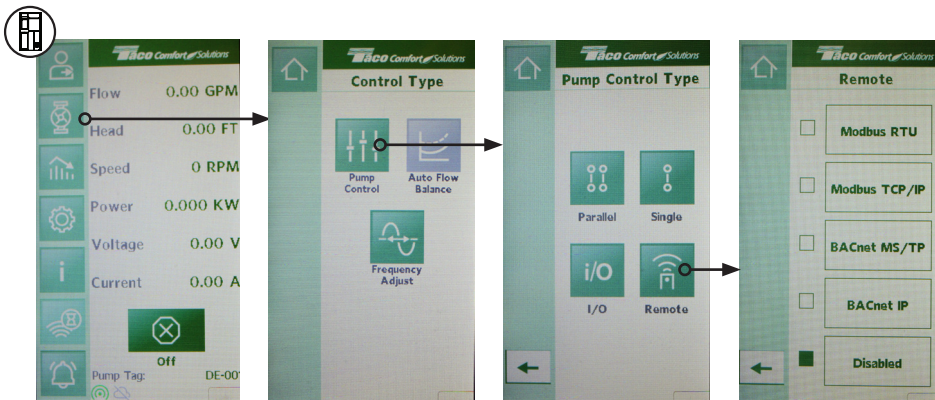 Taco Comfort Solutions
Flow 0.00 GPM
Head 0.00 FT
Speed 0 RPM
Power 0.000 KW
Voltage 0.00 V
Current 0.00 A
Off
Pump Tag: DE-00
Taco Comfort Solutions
Control Type
Pump
Control
Auto Flow
Balance
Frequency
Adjust
Taco Comfort Solutions
Pump Control Type
Parallel
Single
i/O
I/O
Remote
Taco Comfort Solutions
Remote
Modbus RTU
Modbus TCP/IP
BACnet MS/TP
BACnet IP
Disabled